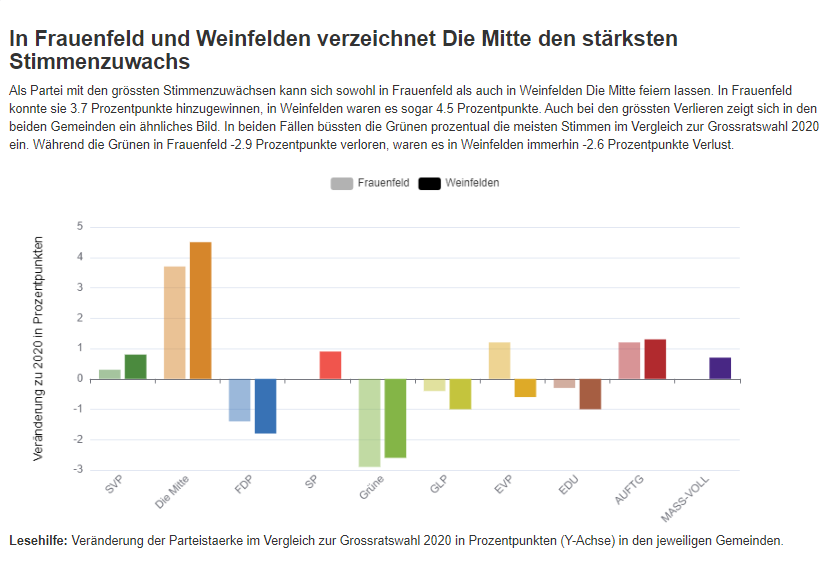 In Frauenfeld und Weinfelden verzeichnet Die Mitte den stärksten
Stimmenzuwachs
Als Partei mit den grössten Stimmenzuwächsen kann sich sowohl in Frauenfeld als auch in Weinfelden Die Mitte feiern lassen. In Frauenfeld
konnte sie 3.7 Prozentpunkte hinzugewinnen, in Weinfelden waren es sogar 4.5 Prozentpunkte. Auch bei den grössten Verlieren zeigt sich in den
beiden Gemeinden ein ähnliches Bild. In beiden Fällen büssten die Grünen prozentual die meisten Stimmen im Vergleich zur Grossratswahl 2020
ein. Während die Grünen in Frauenfeld -2.9 Prozentpunkte verloren, waren es in Weinfelden immerhin -2.6 Prozentpunkte Verlust.
Frauenfeld Weinfelden
Veränderung zu 2020 in Prozentpunkten
5
4
3
2
1
0
-1
-2
-3
SVP Die Mitte FDP SP Grüne GLP EVP EDU AUFTG MASS-VOLL
Lesehilfe: Veränderung der Parteistaerke im Vergleich zur Grossratswahl 2020 in Prozentpunkten (Y-Achse) in den jeweiligen Gemeinden.